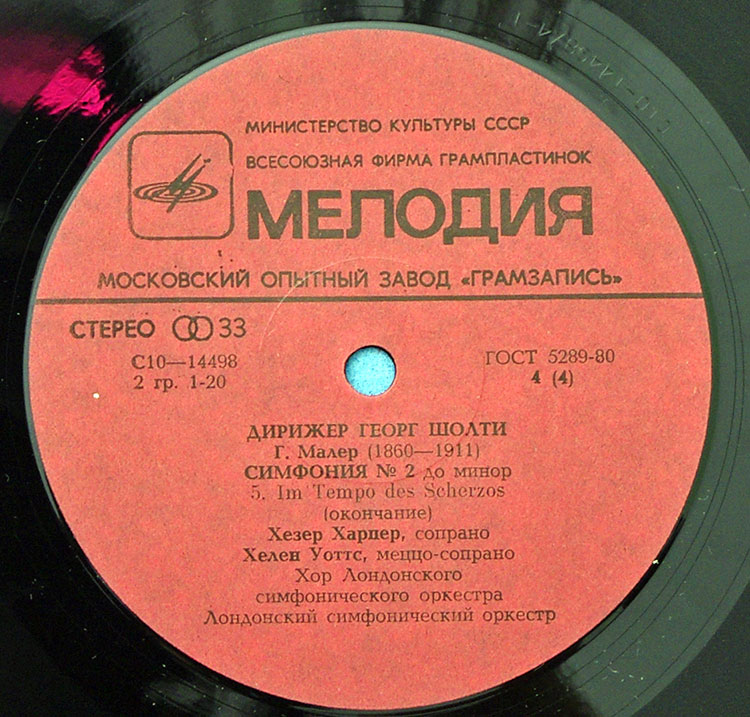 МИНИСТЕРСТВО КУЛЬТУРЫ СССР
ВСЕСОЮЗНАЯ ФИРМА ГРАМПЛАСТИНОК
МЕЛОДИЯ
МОСКОВСКИЙ ОПЫТНЫЙ ЗАВОД «ГРАМЗАПИСЬ»
СТЕРЕО 33
С10—14498 ГОСТ 5289-80
2 гр. 1-20 4 (4)
ДИРИЖЕР ГЕОРГ ШОЛТИ
Г. Малер (1860—1911)
СИМФОНИЯ № 2 до минор
5. Im Tempo des Scherzos
(окончание)
Хезер Харпер, сопрано
Хелен Уоттс, меццо-сопрано
Хор Лондонского
симфонического оркестра
Лондонский симфонический оркестр